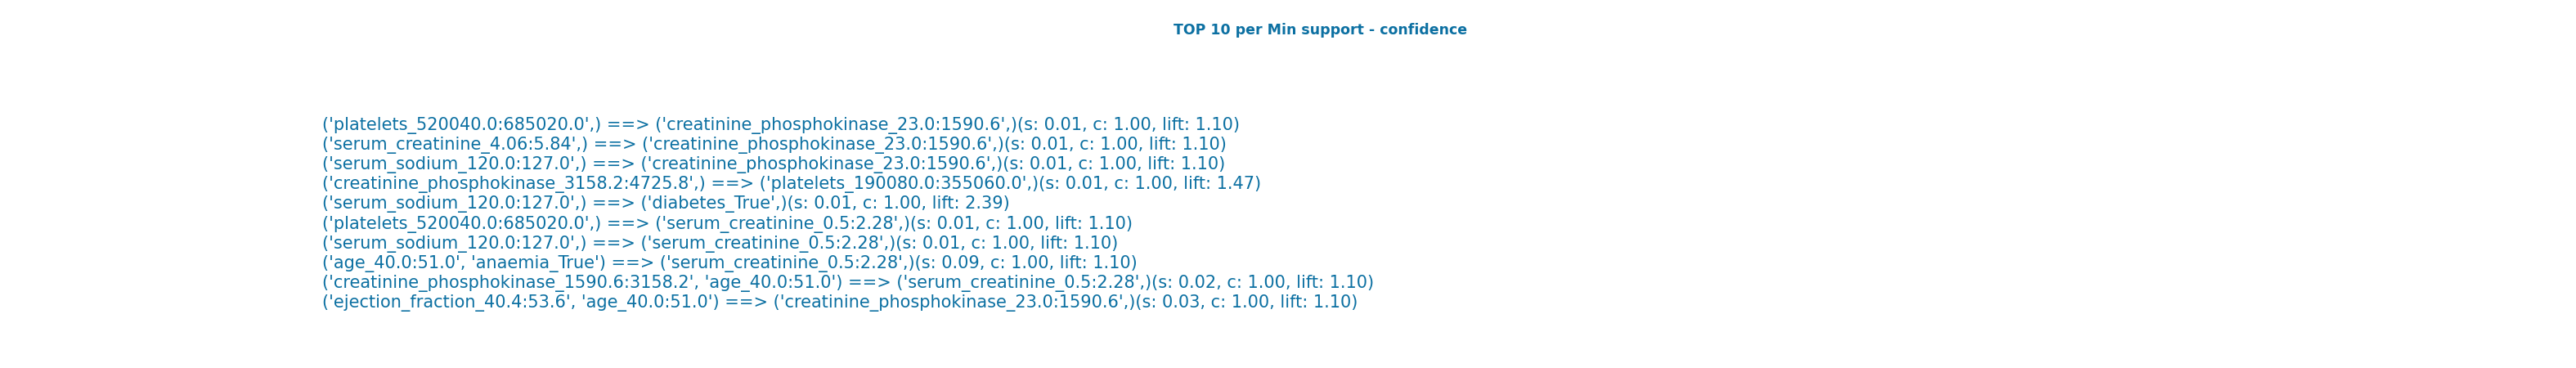 TOP 10 per Min support - confidence
('platelets_520040.0:685020.0',) ==> ('creatinine_phosphokinase_23.0:1590.6',)(s: 0.01, c: 1.00, lift: 1.10)
('serum_creatinine_4.06:5.84',) ==> ('creatinine_phosphokinase_23.0:1590.6',)(s: 0.01, c: 1.00, lift: 1.10)
('serum_sodium_120.0:127.0',) ==> ('creatinine_phosphokinase_23.0:1590.6',)(s: 0.01, c: 1.00, lift: 1.10)
('creatinine_phosphokinase_3158.2:4725.8',) ==> ('platelets_190080.0:355060.0',)(s: 0.01, c: 1.00, lift: 1.47)
('serum_sodium_120.0:127.0',) ==> ('diabetes_True',)(s: 0.01, c: 1.00, lift: 2.39)
('platelets_520040.0:685020.0',) ==> ('serum_creatinine_0.5:2.28',)(s: 0.01, c: 1.00, lift: 1.10)
('serum_sodium_120.0:127.0',) ==> ('serum_creatinine_0.5:2.28',)(s: 0.01, c: 1.00, lift: 1.10)
('age_40.0:51.0', 'anaemia_True') ==> ('serum_creatinine_0.5:2.28',)(s: 0.09, c: 1.00, lift: 1.10)
('creatinine_phosphokinase_1590.6:3158.2', 'age_40.0:51.0') ==> ('serum_creatinine_0.5:2.28',)(s: 0.02, c: 1.00, lift: 1.10)
('ejection_fraction_40.4:53.6', 'age_40.0:51.0') ==> ('creatinine_phosphokinase_23.0:1590.6',)(s: 0.03, c: 1.00, lift: 1.10)